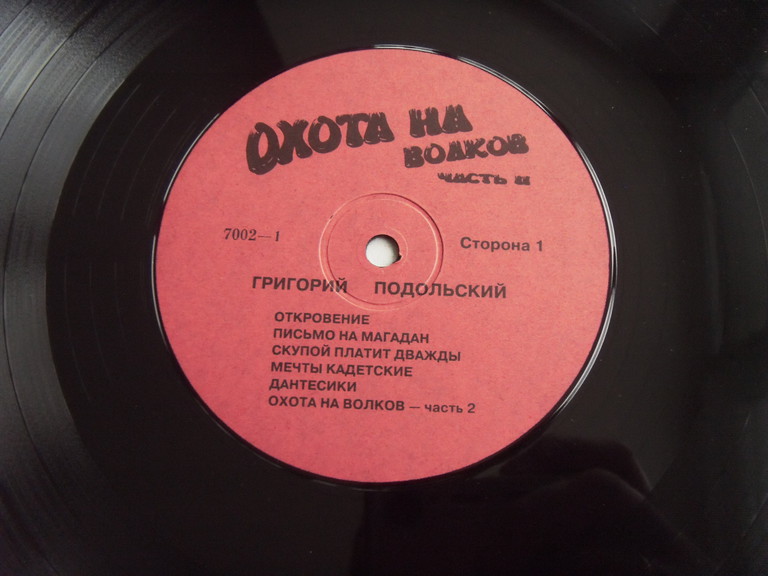 ОХОТА НА
ВОЛКОВ
ЧАСТЬ II
7002—1
Сторона 1
ГРИГОРИЙ ПОДОЛЬСКИЙ
ОТКРОВЕНИЕ
ПИСЬМО НА МАГАДАН
СКУПОЙ ПЛАТИТ ДВАЖДЫ
МЕЧТЫ КАДЕТСКИЕ
ДАНТЕСИКИ
ОХОТА НА ВОЛКОВ — часть 2